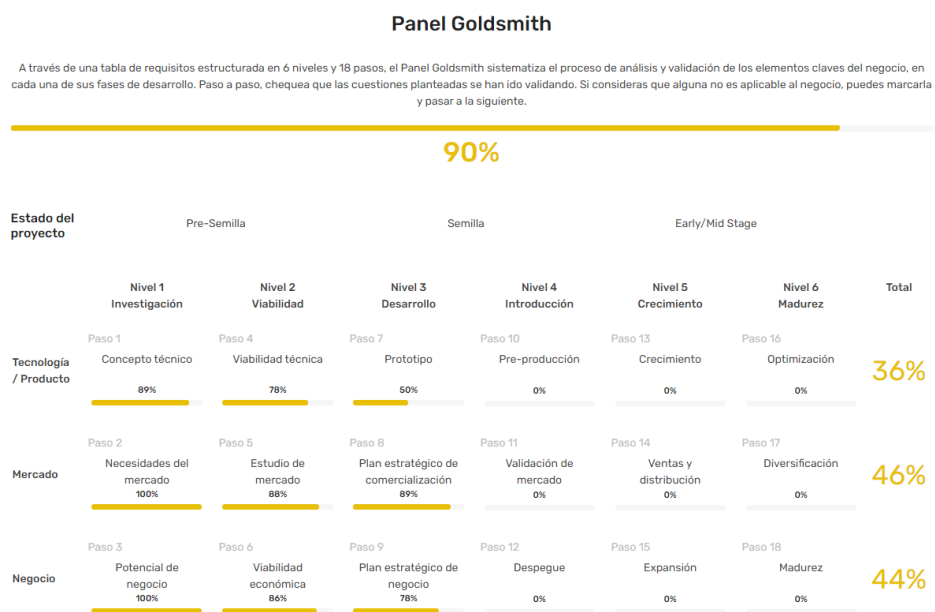 Panel Goldsmith
A través de una tabla de requisitos estructurada en 6 niveles y 18 pasos, el Panel Goldsmith sistematiza el proceso de análisis y validación de los elementos claves del negocio, en
cada una de sus fases de desarrollo. Paso a paso, chequea que las cuestiones planteadas se han ido validando. Si consideras que alguna no es aplicable al negocio, puedes marcarla
y pasar a la siguiente.
90%
Estado del
proyecto
Pre-Semilla
Semilla
Early/Mid Stage
Nivel 1
Investigación
Nivel 2
Viabilidad
Nivel 3
Desarrollo
Nivel 4
Introducción
Nivel 5
Crecimiento
Nivel 6
Madurez
Total
Tecnología
/ Producto
Paso 1
Concepto técnico
89%
Paso 4
Viabilidad técnica
78%
Paso 7
Prototipo
50%
Paso 10
Pre-producción
0%
Paso 13
Crecimiento
0%
Paso 16
Optimización
0%
36%
Mercado
Paso 2
Necesidades del
mercado
100%
Paso 5
Estudio de
mercado
88%
Paso 8
Plan estratégico de
comercialización
89%
Paso 11
Validación de
mercado
0%
Paso 14
Ventas y
distribución
0%
Paso 17
Diversificación
0%
46%
Negocio
Paso 3
Potencial de
negocio
100%
Paso 6
Viabilidad
económica
86%
Paso 9
Plan estratégico de
negocio
78%
Paso 12
Despegue
0%
Paso 15
Expansión
0%
Paso 18
Madurez
0%
44%